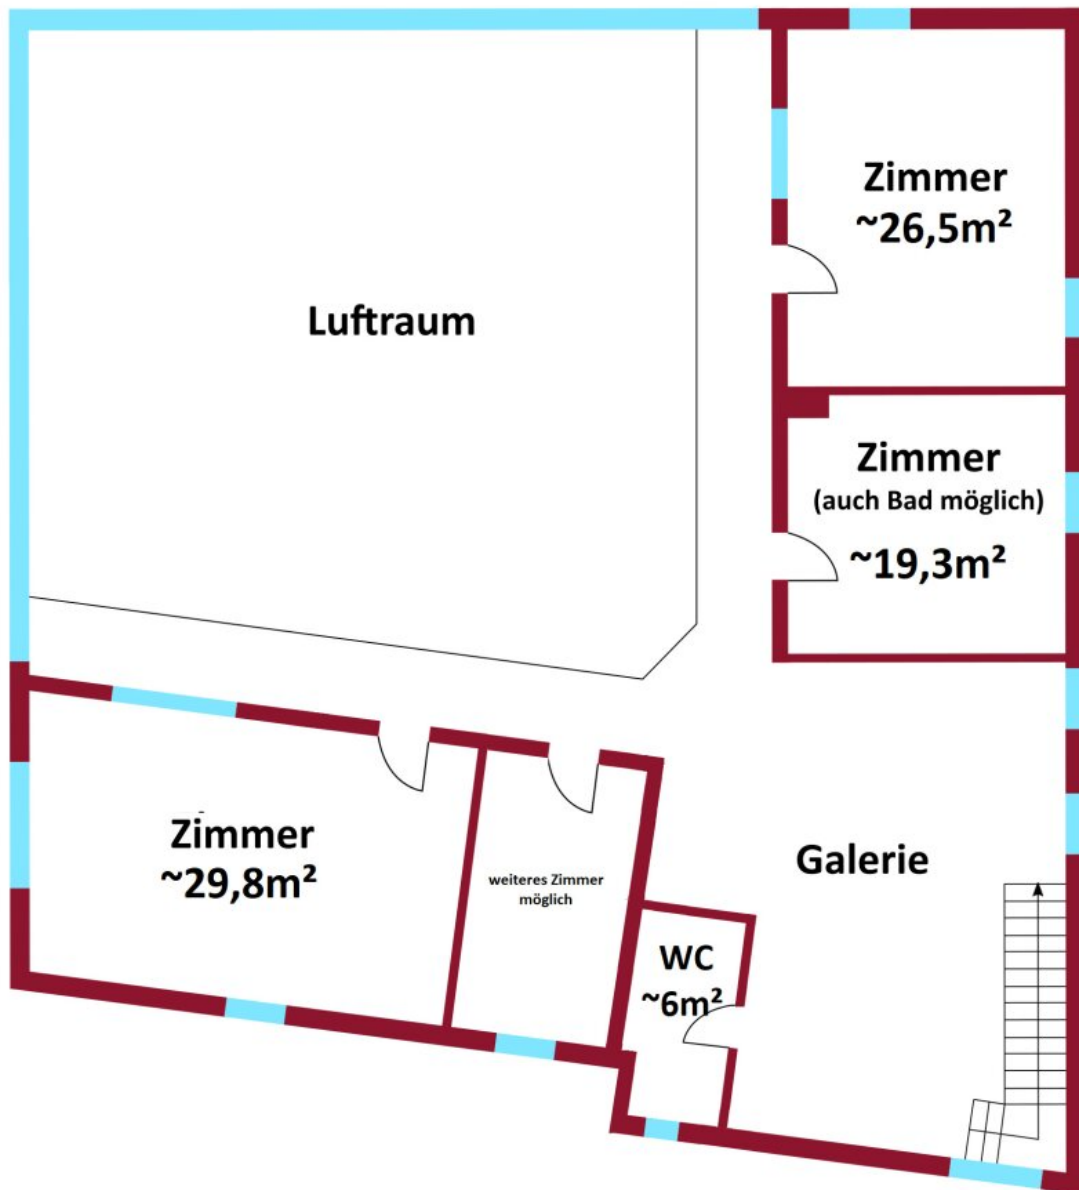 Zimmer
~26,5m²
Luftraum
Zimmer
(auch Bad möglich)
~19,3m²
Zimmer
~29,8m²
weiteres Zimmer
möglich
Galerie
WC
~6m²